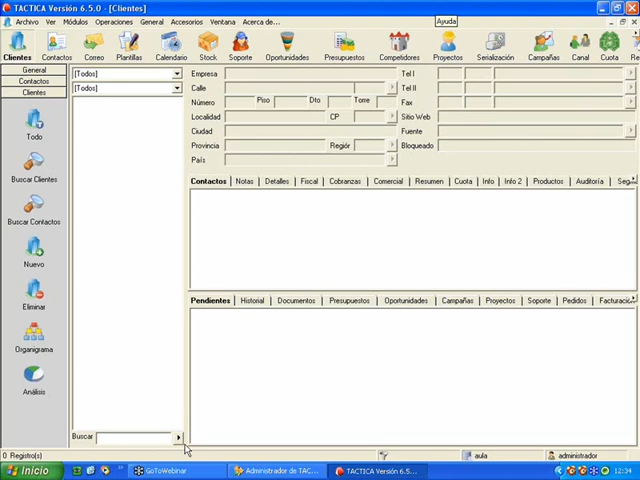 TACTICA Versión 6.5.0 - [Clientes]
Archivo Ver Módulos Operaciones General Accesorios Ventana Acerca de...
Ayuda
Clientes Contactos Correo Plantillas Calendario Stock Soporte Oportunidades Presupuestos Competitores Proyectos Serialización Campañas Canal Cuota
General
Contactos
Clientes
Todo
Buscar Clientes
Buscar Contactos
Nuevo
Eliminar
Organigrama
Análisis
[Todos]
[Todos]
Buscar
Empresa
Calle
Número Piso Dto Torre
Localidad CP
Ciudad
Provincia Regiór
País
Tel I
Tel II
Fax
Sitio Web
Fuente
Bloqueado
Contactos Notas Detalles Fiscal Cobranzas Comercial Resumen Cuota Info Info 2 Productos Auditoría
Pendientes Historial Documentos Presupuestos Oportunidades Campañas Proyectos Soporte Pedidos Facturación
0 Registro(s) aula administrador
Inicio GoToWebinar Administrador de TAC... TACTICA Versión 6.5.... 12:34